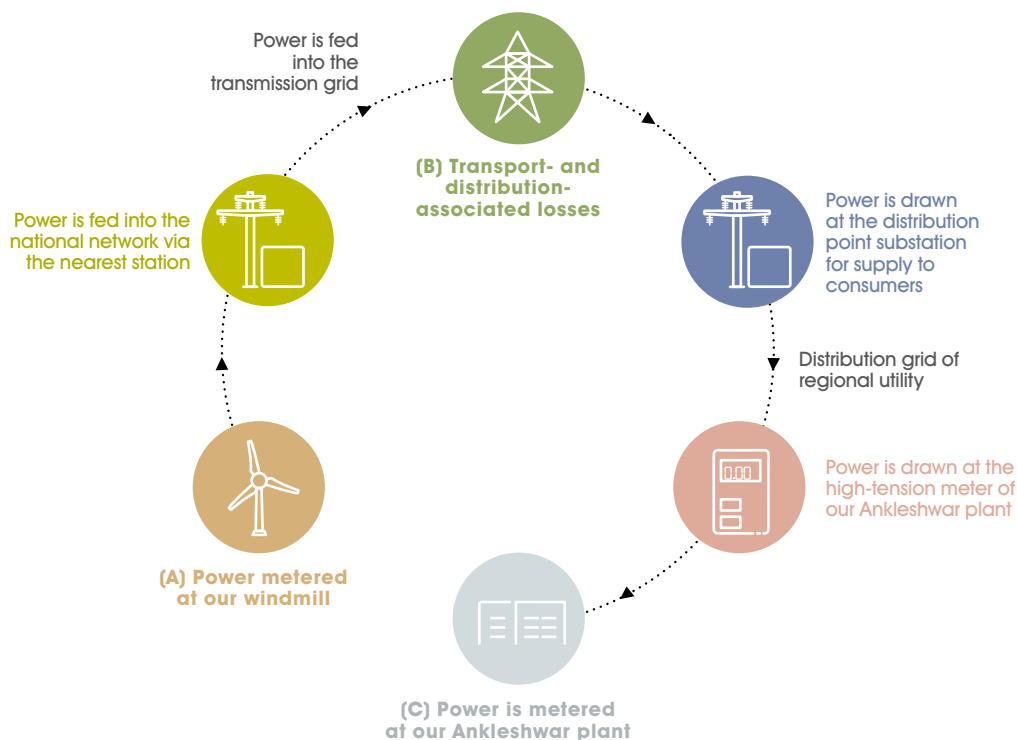 Power is fed
into the
transmission grid
(B) Transport- and
distribution-
associated losses
Power is fed into the
national network via
the nearest station
Power is drawn
at the distribution
point substation
for supply to
consumers
Distribution grid of
regional utility
(A) Power metered
at our windmill
0.00
Power is drawn at the
high-tension meter of
our Ankleshwar plant
(C) Power is metered
at our Ankleshwar plant